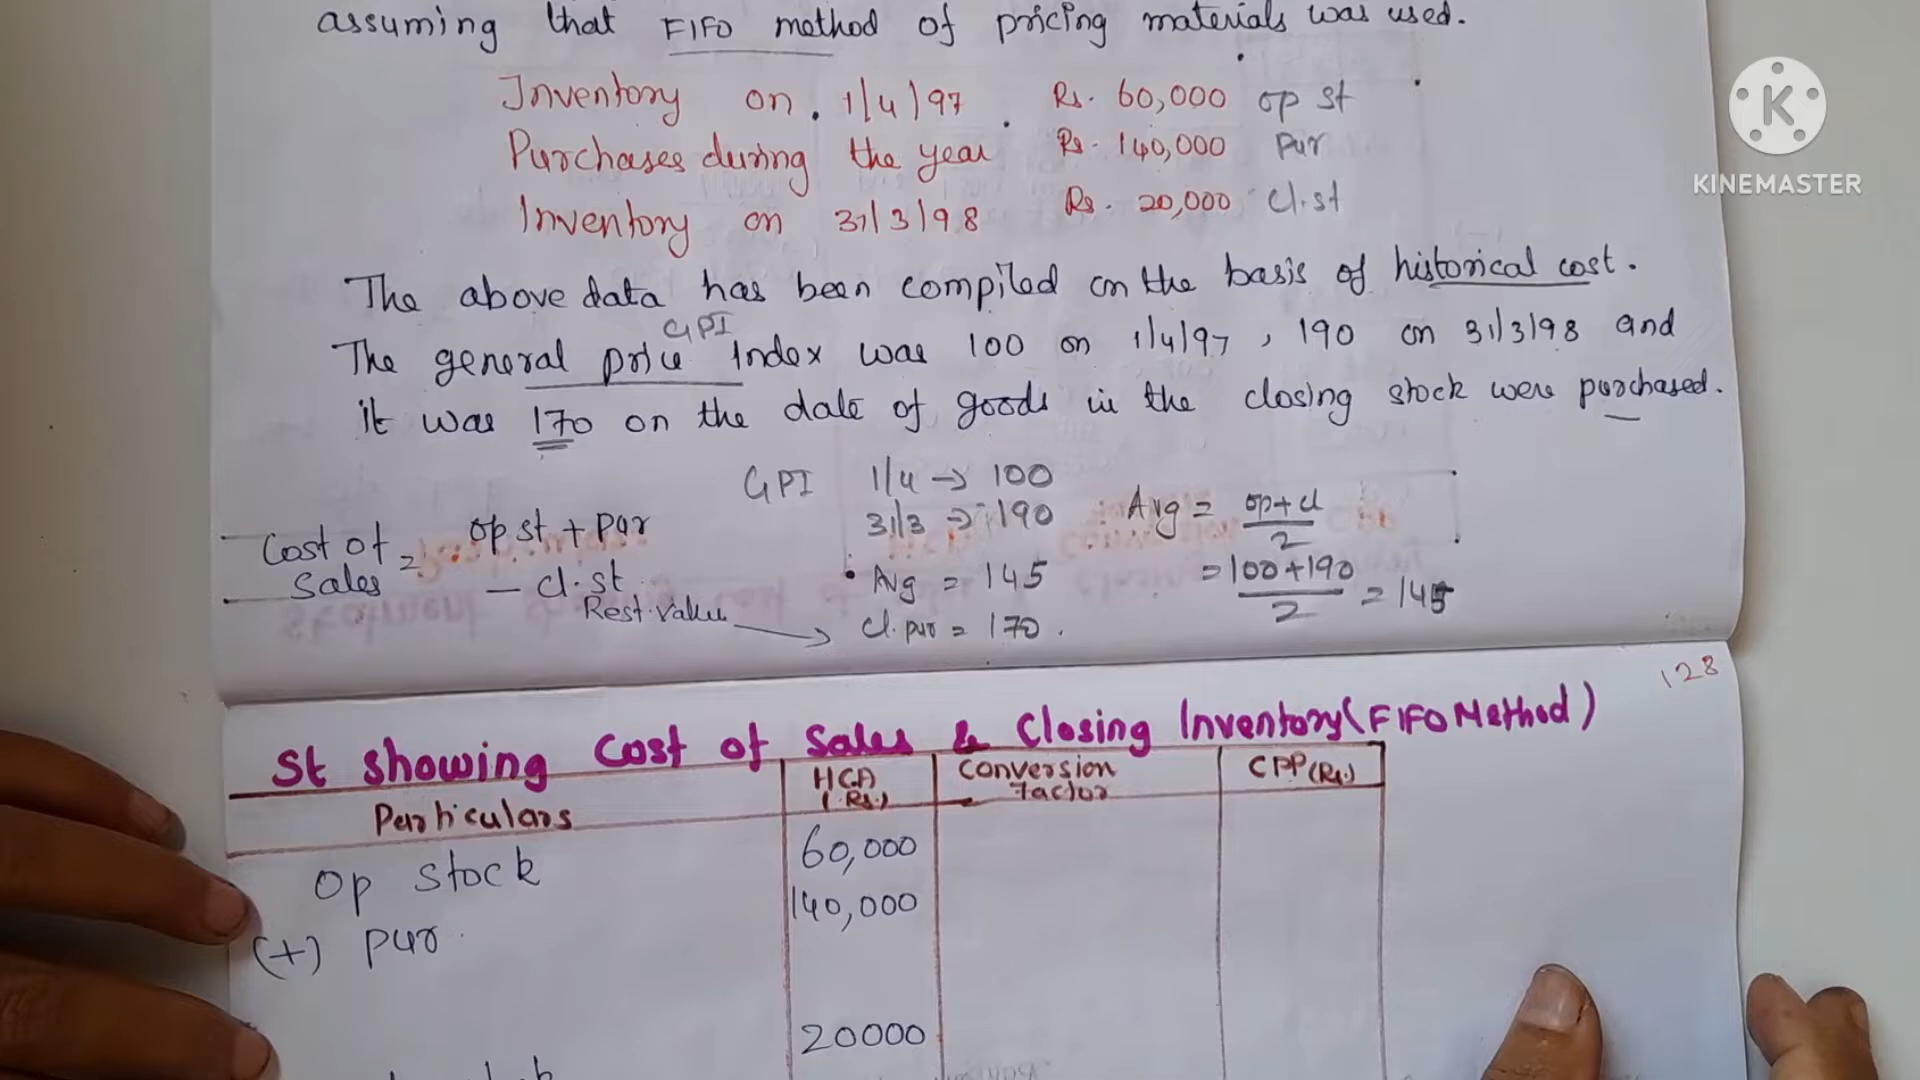 assuming that FIFO method of pricing materials was used.
Inventory on 1/4/97 Rs. 60,000 op st
Purchases during the year Rs. 140,000 pur
Inventory on 31/3/98 Rs. 20,000 cl.st
KINEMASTER
The above data has been compiled on the basis of historical cost.
GPI
The general price Index was 100 on 1/4/97, 190 on 31/3/98 and
it was 170 on the date of goods in the closing stock were purchased.
GPI 1/4 → 100
31/3 → 190
Avg = 145
cl. pur = 170.
Avg = op+cl / 2
= 100+190 / 2 = 145
Cost of Sales = op st + pur
- cl.st
Rest. value
128
St showing Cost of Sales & Closing Inventory (FIFO Method)
Particulars HCA (Rs.) Conversion factor CPP (Rs.)
op stock 60,000
(+) pur 140,000
20000